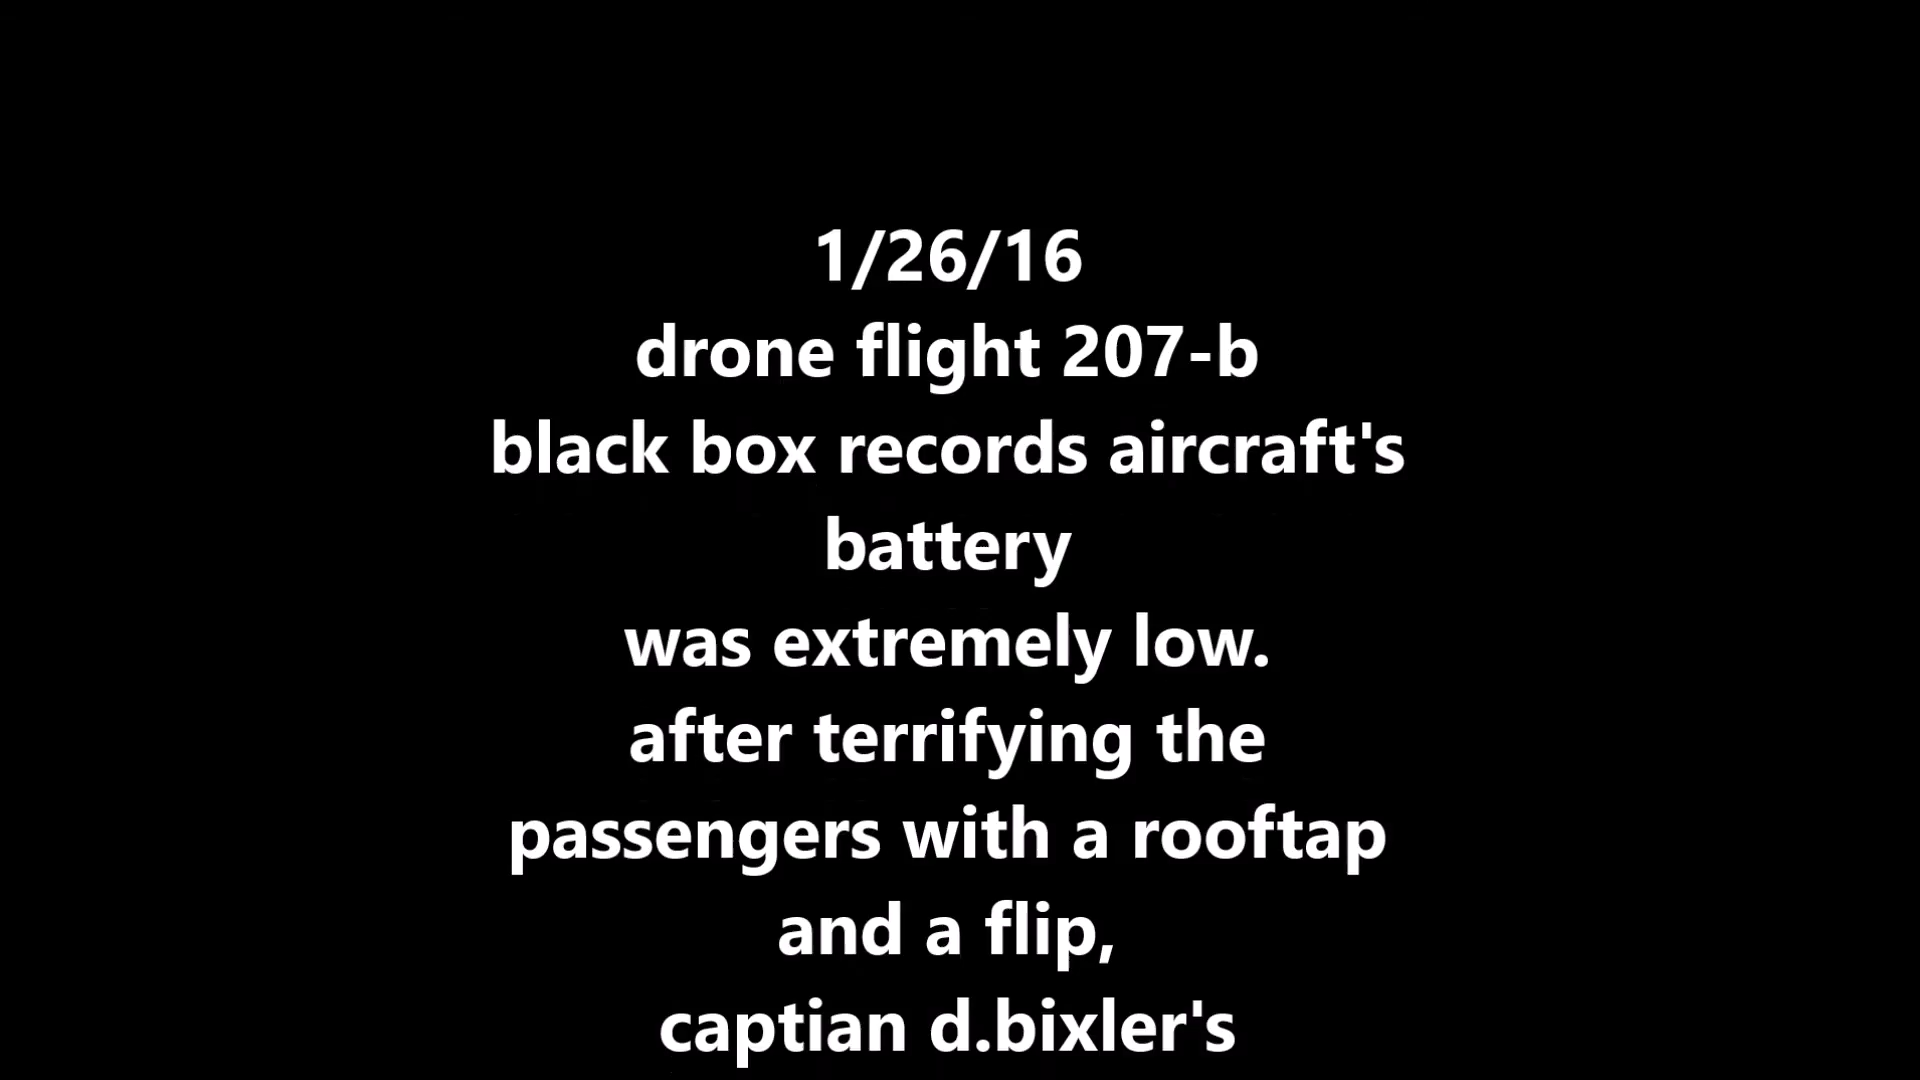 1/26/16
drone flight 207-b
black box records aircraft's
battery
was extremely low.
after terrifying the
passengers with a rooftap
and a flip,
captian d.bixler's